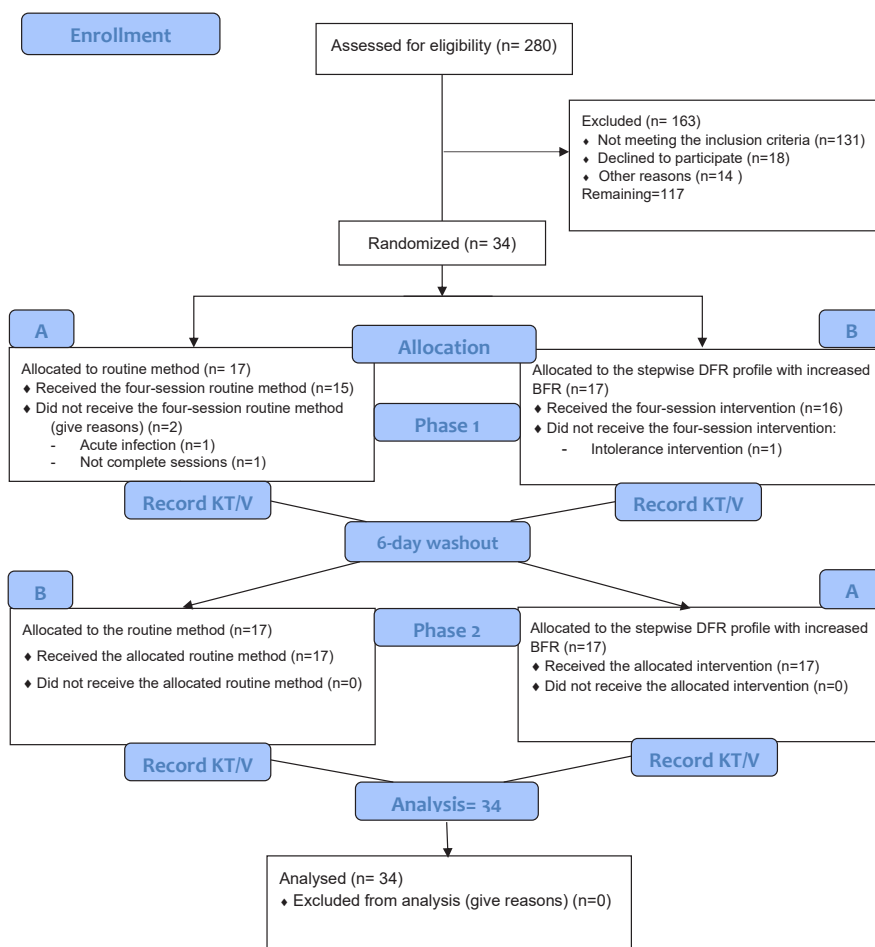 Enrollment
Assessed for eligibility (n= 280)
Excluded (n= 163)
♦ Not meeting the inclusion criteria (n=131)
♦ Declined to participate (n=18)
♦ Other reasons (n=14 )
Remaining=117
Randomized (n= 34)
A
B
Allocation
Allocated to routine method (n= 17)
♦ Received the four-session routine method (n=15)
♦ Did not receive the four-session routine method
(give reasons) (n=2)
- Acute infection (n=1)
- Not complete sessions (n=1)
Phase 1
Allocated to the stepwise DFR profile with increased
BFR (n=17)
♦ Received the four-session intervention (n=16)
♦ Did not receive the four-session intervention:
- Intolerance intervention (n=1)
Record KT/V
Record KT/V
6-day washout
B
A
Allocated to the routine method (n=17)
♦ Received the allocated routine method (n=17)
♦ Did not receive the allocated routine method (n=0)
Phase 2
Allocated to the stepwise DFR profile with increased
BFR (n=17)
♦ Received the allocated intervention (n=17)
♦ Did not receive the allocated intervention (n=0)
Record KT/V
Record KT/V
Analysis= 34
Analysed (n= 34)
♦ Excluded from analysis (give reasons) (n=0)